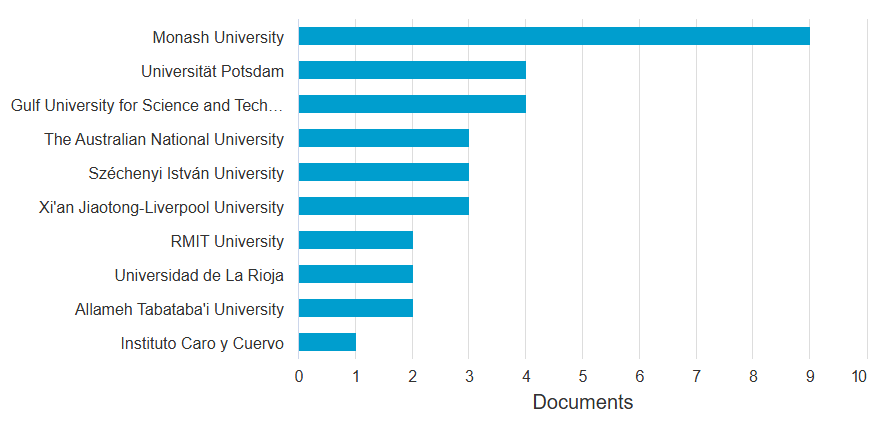 Monash University
Universität Potsdam
Gulf University for Science and Tech…
The Australian National University
Széchenyi István University
Xi'an Jiaotong-Liverpool University
RMIT University
Universidad de La Rioja
Allameh Tabataba'i University
Instituto Caro y Cuervo
0 1 2 3 4 5 6 7 8 9 10
Documents